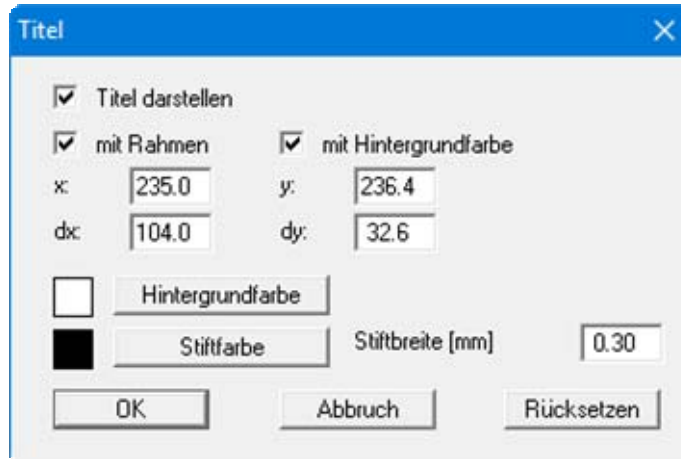 Titel
Titel darstellen
mit Rahmen mit Hintergrundfarbe
x: 235.0 y: 236.4
dx: 104.0 dy: 32.6
Hintergrundfarbe
Stiftfarbe Stiftbreite [mm] 0.30
OK Abbruch Rücksetzen